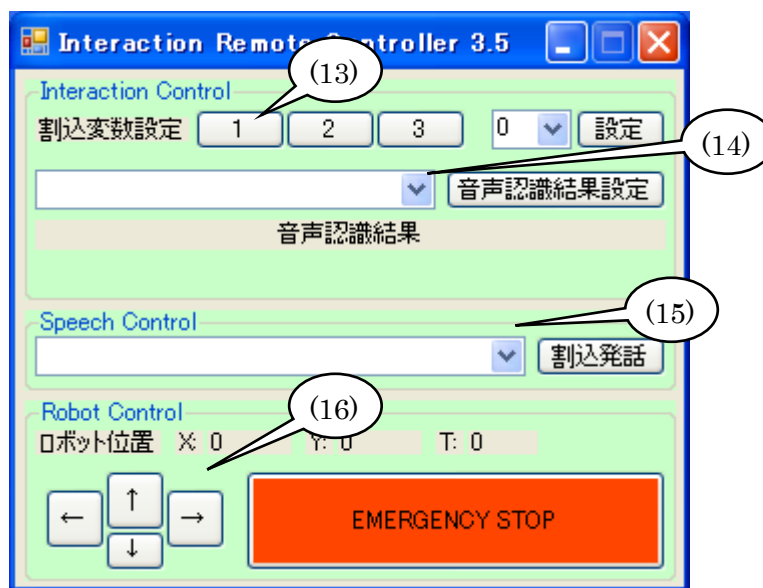 Interaction Remote Controller 3.5
(13)
Interaction Control
割込変数設定 1 2 3 0 設定
(14)
音声認識結果設定
音声認識結果
(15)
Speech Control
割込発話
(16)
Robot Control
ロボット位置 X: 0 Y: 0 T: 0
← ↑ → ↓
EMERGENCY STOP